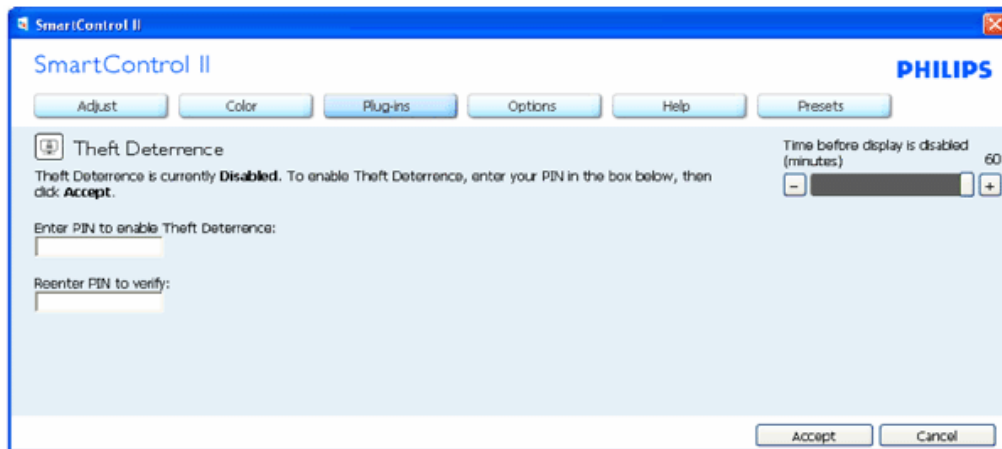 SmartControl II
SmartControl II
PHILIPS
Adjust Color Plug-ins Options Help Presets
Theft Deterrence
Theft Deterrence is currently Disabled. To enable Theft Deterrence, enter your PIN in the box below, then
click Accept.
Time before display is disabled
(minutes) 60
- +
Enter PIN to enable Theft Deterrence:
Reenter PIN to verify:
Accept Cancel